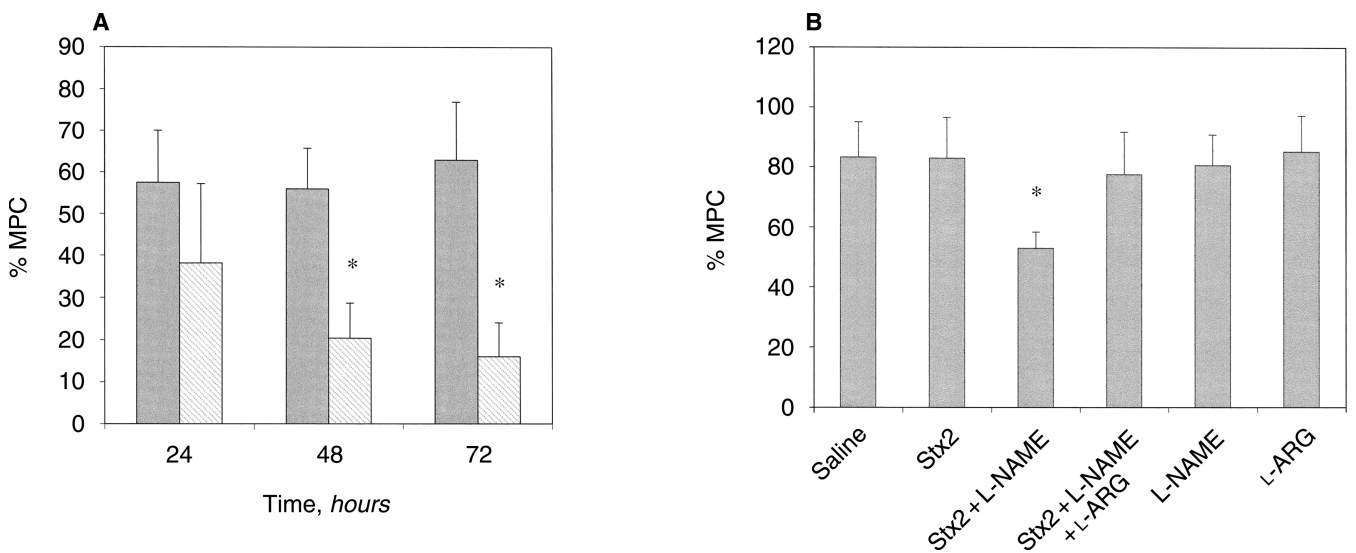 A
% MPC
90
80
70
60
50
40
30
20
10
0
*
*
24 48 72
Time, hours
B
% MPC
120
100
80
60
40
20
0
*
Saline
Stx2
Stx2 + L-NAME
Stx2 + L-NAME
+ L-ARG
L-NAME
L-ARG